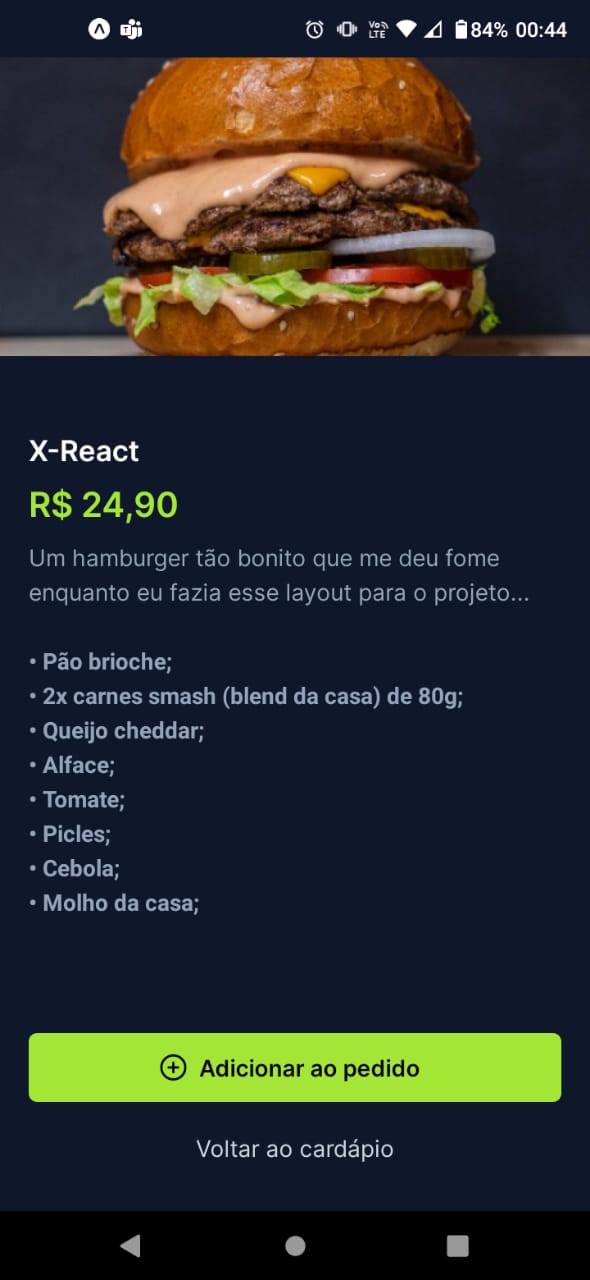 Vo LTE 84% 00:44
X-React
R$ 24,90
Um hamburger tão bonito que me deu fome
enquanto eu fazia esse layout para o projeto...
• Pão brioche;
• 2x carnes smash (blend da casa) de 80g;
• Queijo cheddar;
• Alface;
• Tomate;
• Picles;
• Cebola;
• Molho da casa;
Adicionar ao pedido
Voltar ao cardápio